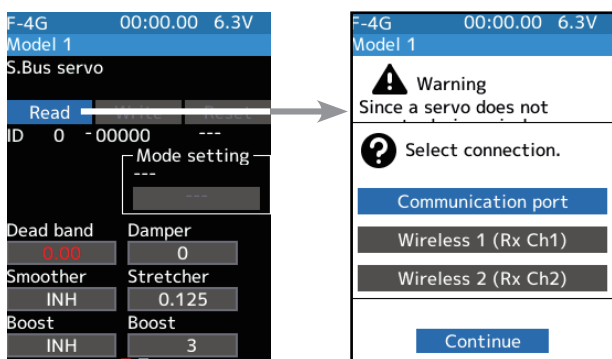 F-4G 00:00.00 6.3V
Model 1
S.Bus servo
Read Write Reset
ID 0 -00000 ---
Mode setting
---
---
Dead band Damper
0.00 0
Smoother Stretcher
INH 0.125
Boost Boost
INH 3
F-4G 00:00.00 6.3V
Model 1
Warning
Since a servo does not
Select connection.
Communication port
Wireless 1 (Rx Ch1)
Wireless 2 (Rx Ch2)
Continue